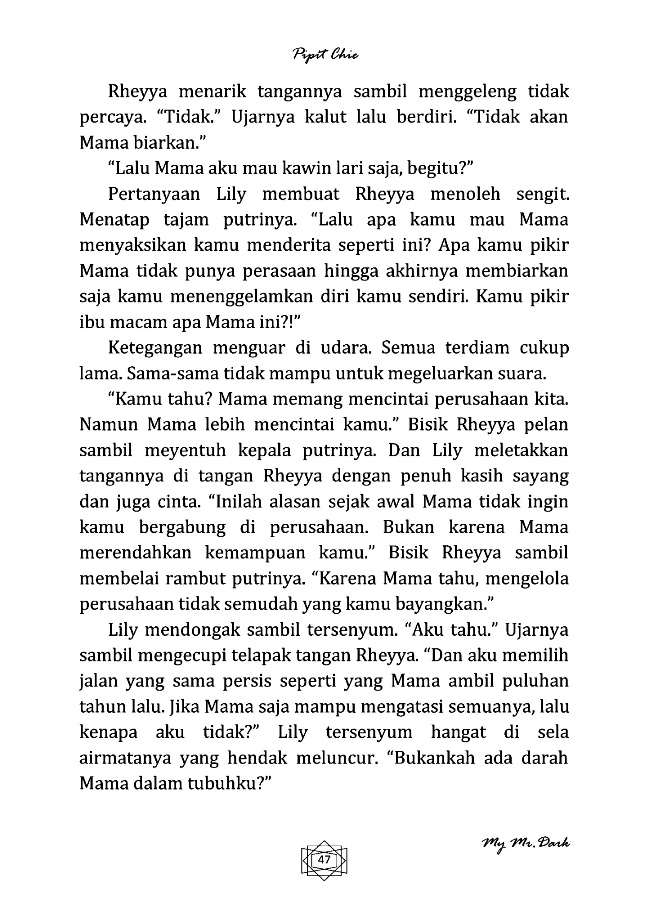 Pipit Chie
Rheyya menarik tangannya sambil menggeleng tidak
percaya. “Tidak.” Ujarnya kalut lalu berdiri. “Tidak akan
Mama biarkan.”
“Lalu Mama aku mau kawin lari saja, begitu?”
Pertanyaan Lily membuat Rheyya menoleh sengit.
Menatap tajam putrinya. “Lalu apa kamu mau Mama
menyaksikan kamu menderita seperti ini? Apa kamu pikir
Mama tidak punya perasaan hingga akhirnya membiarkan
saja kamu menenggelamkan diri kamu sendiri. Kamu pikir
ibu macam apa Mama ini?!”
Ketegangan menguar di udara. Semua terdiam cukup
lama. Sama-sama tidak mampu untuk megeluarkan suara.
“Kamu tahu? Mama memang mencintai perusahaan kita.
Namun Mama lebih mencintai kamu.” Bisik Rheyya pelan
sambil meyentuh kepala putrinya. Dan Lily meletakkan
tangannya di tangan Rheyya dengan penuh kasih sayang
dan juga cinta. “Inilah alasan sejak awal Mama tidak ingin
kamu bergabung di perusahaan. Bukan karena Mama
merendahkan kemampuan kamu.” Bisik Rheyya sambil
membelai rambut putrinya. “Karena Mama tahu, mengelola
perusahaan tidak semudah yang kamu bayangkan.”
Lily mendongak sambil tersenyum. “Aku tahu.” Ujarnya
sambil mengecupi telapak tangan Rheyya. “Dan aku memilih
jalan yang sama persis seperti yang Mama ambil puluhan
tahun lalu. Jika Mama saja mampu mengatasi semuanya, lalu
kenapa aku tidak?” Lily tersenyum hangat di sela
airmatanya yang hendak meluncur. “Bukankah ada darah
Mama dalam tubuhku?”
My Mr. Dark
47